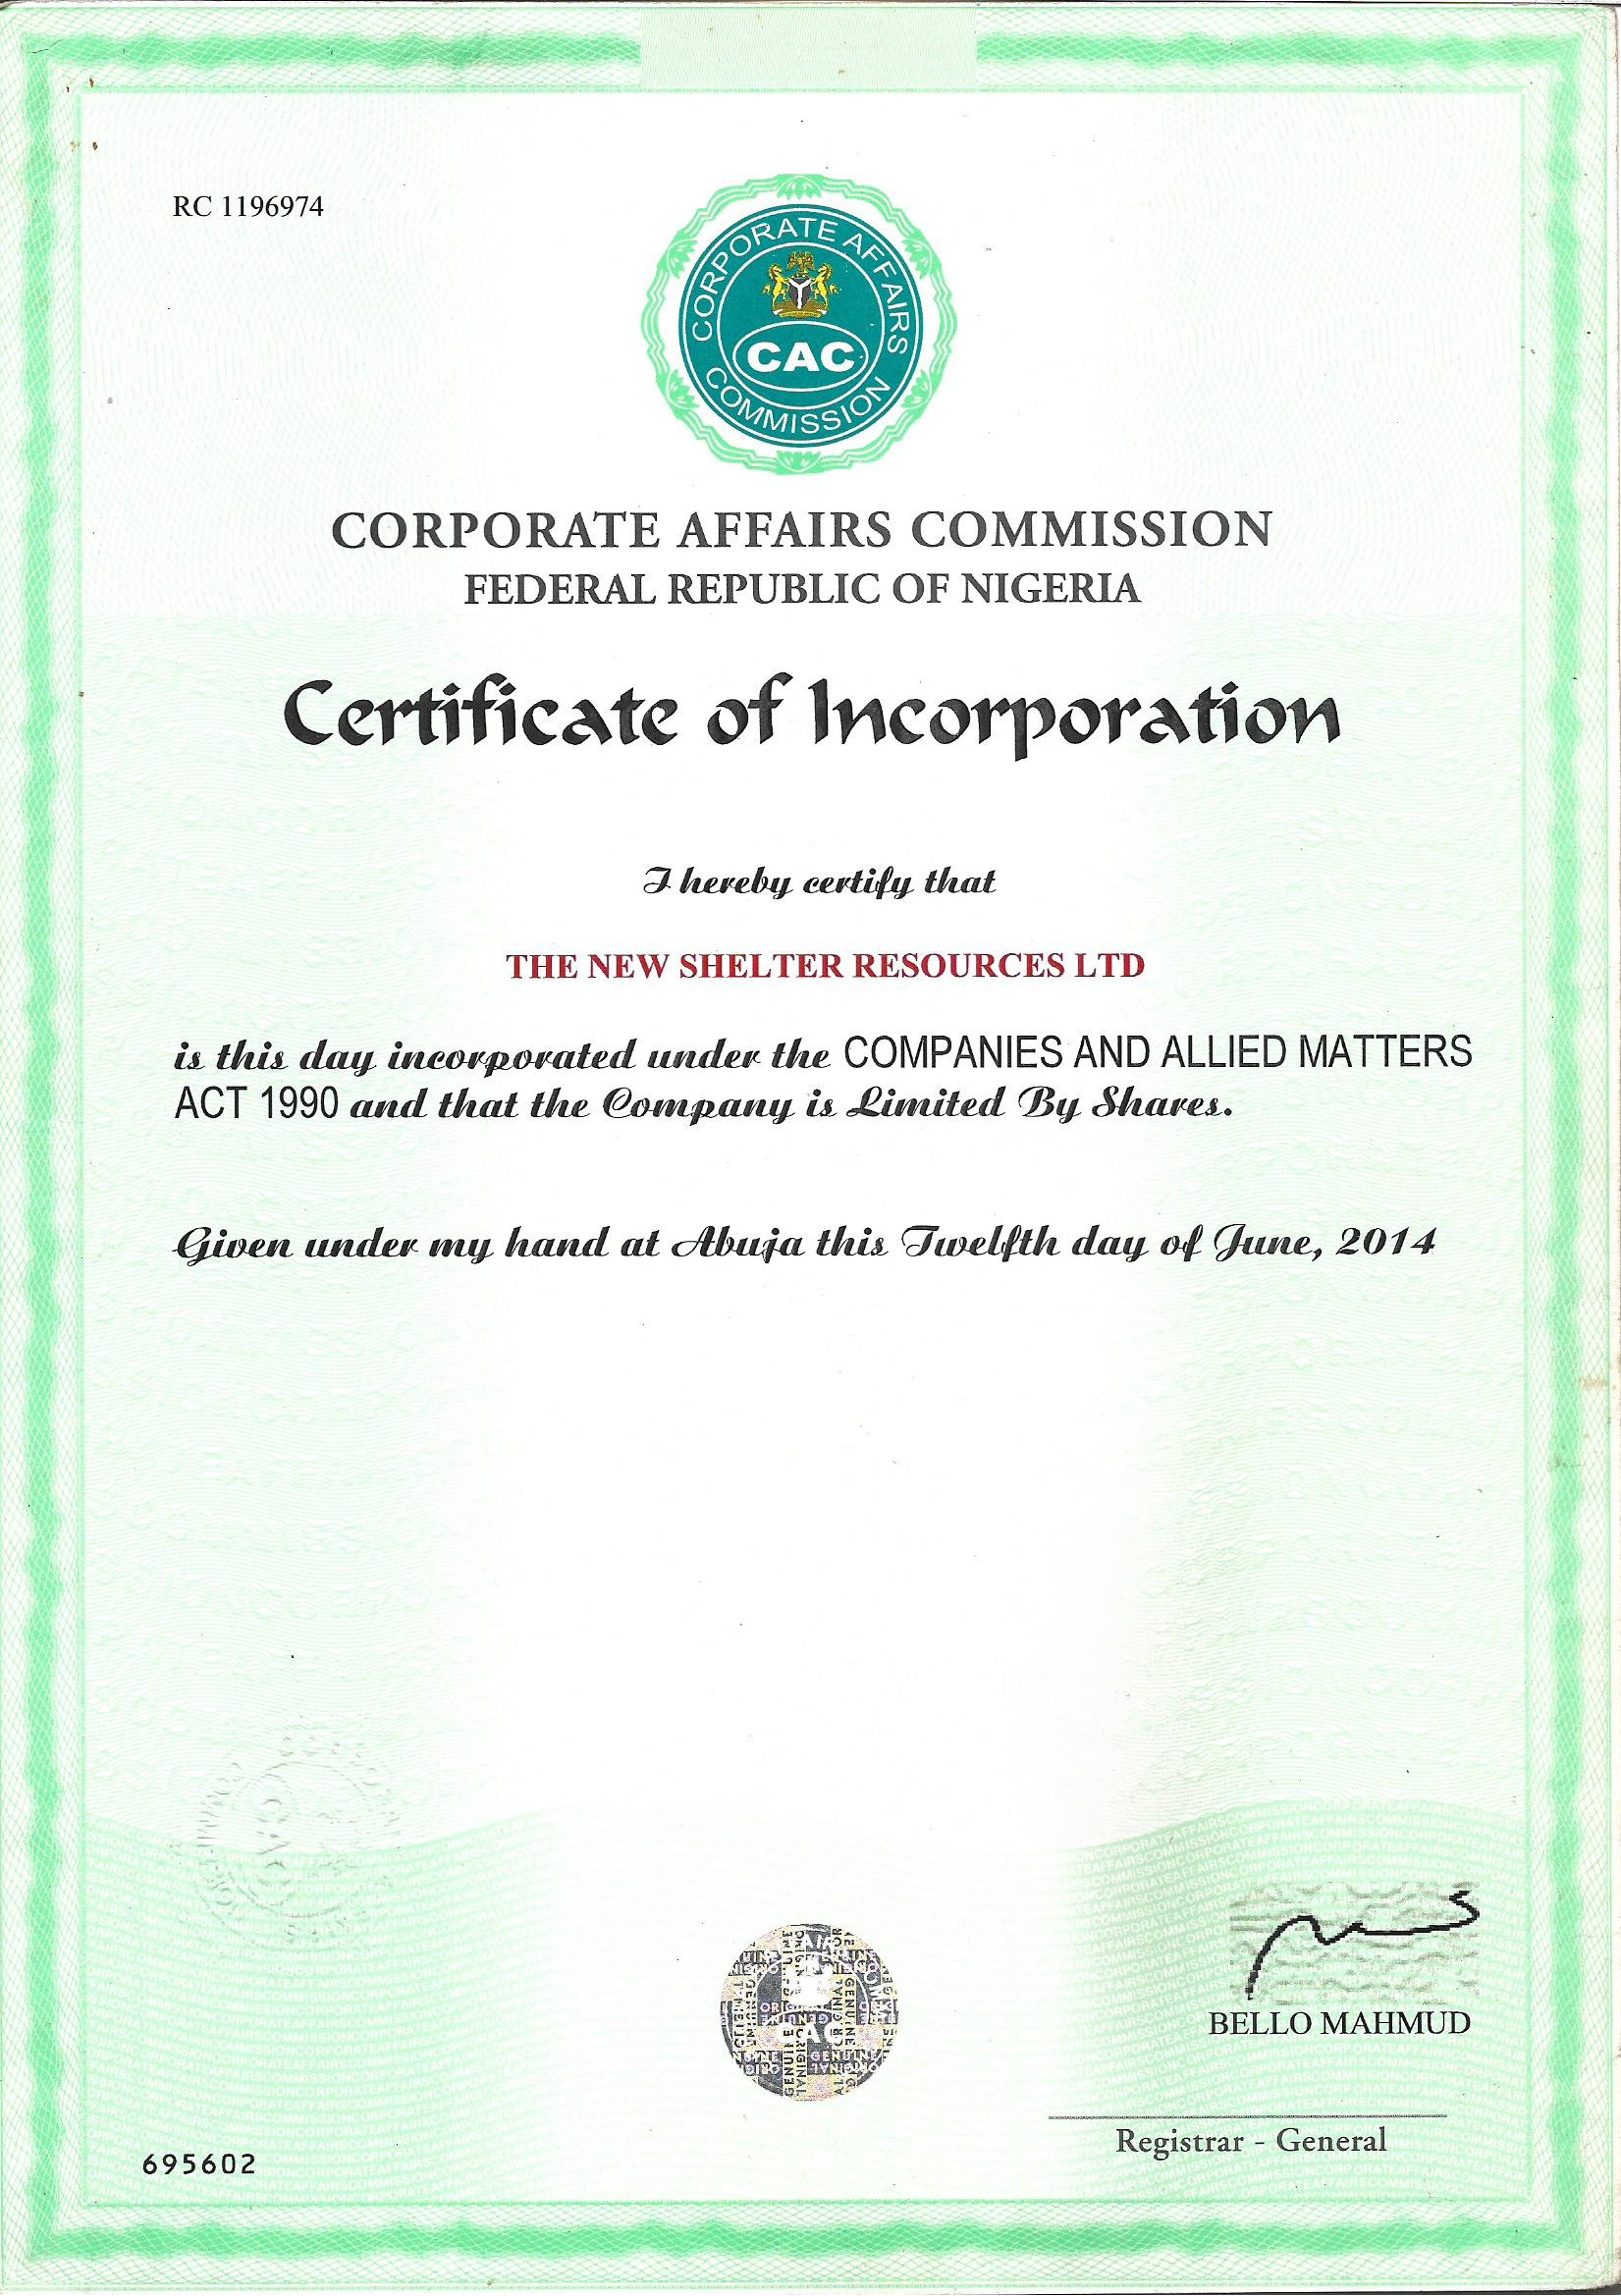 RC 1196974
CORPORATE AFFAIRS
CAC
COMMISSION
CORPORATE AFFAIRS COMMISSION
FEDERAL REPUBLIC OF NIGERIA
Certificate of Incorporation
I hereby certify that
THE NEW SHELTER RESOURCES LTD
is this day incorporated under the COMPANIES AND ALLIED MATTERS
ACT 1990 and that the Company is Limited By Shares.
Given under my hand at Abuja this Twelfth day of June, 2014
BELLO MAHMUD
Registrar - General
695602